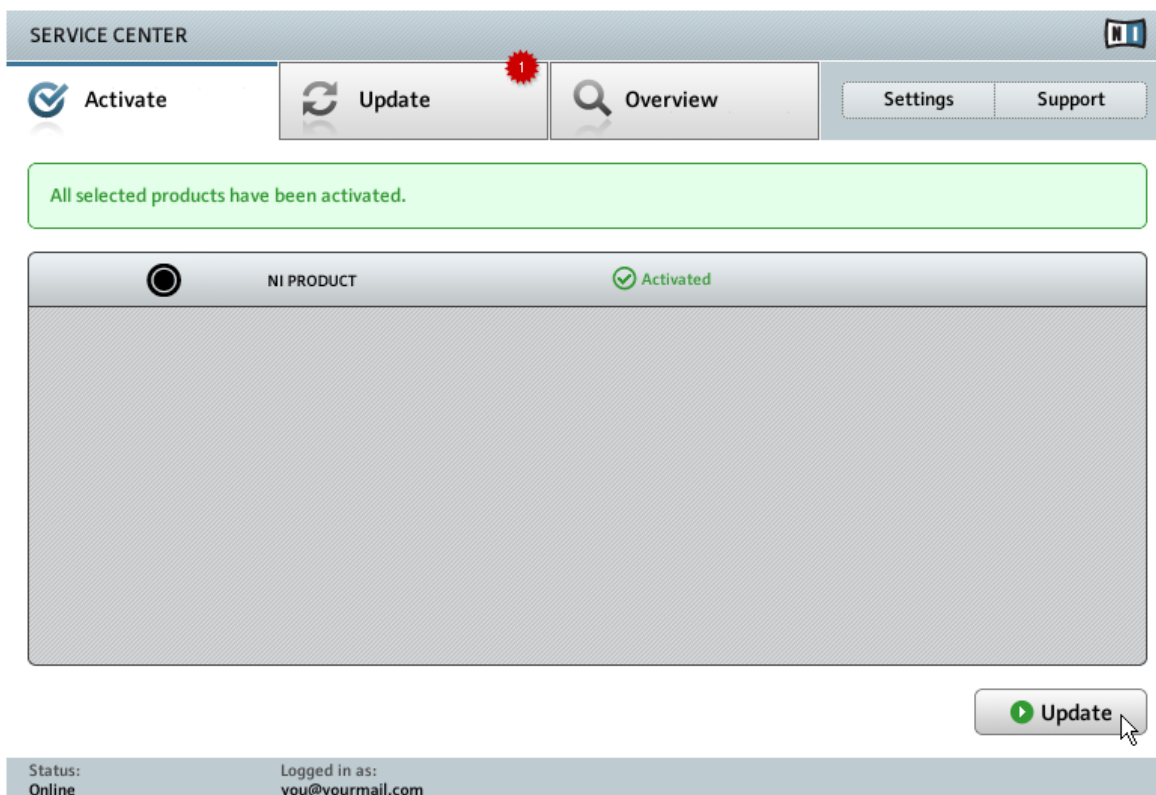 SERVICE CENTER
NI
1
Activate
Update
Overview
Settings
Support
All selected products have been activated.
NI PRODUCT
Activated
Update
Status:
Logged in as:
Online
you@yourmail.com